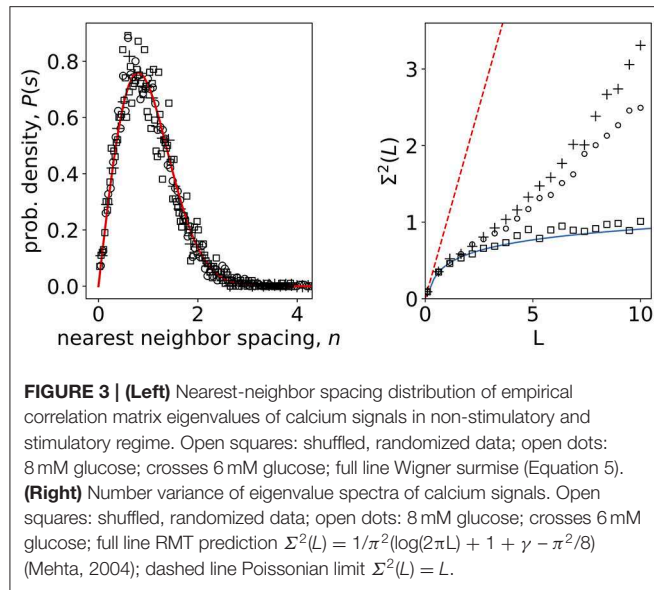 0.8
0.6
0.4
0.2
0.0
prob. density, P(s)
0
2
4
nearest neighbor spacing, n
3
2
1
0
Σ²(L)
0
5
10
L
FIGURE 3 | (Left) Nearest-neighbor spacing distribution of empirical
correlation matrix eigenvalues of calcium signals in non-stimulatory and
stimulatory regime. Open squares: shuffled, randomized data; open dots:
8 mM glucose; crosses 6 mM glucose; full line Wigner surmise (Equation 5).
(Right) Number variance of eigenvalue spectra of calcium signals. Open
squares: shuffled, randomized data; open dots: 8 mM glucose; crosses 6 mM
glucose; full line RMT prediction Σ²(L) = 1/π²(log(2πL) + 1 + γ − π²/8)
(Mehta, 2004); dashed line Poissonian limit Σ²(L) = L.